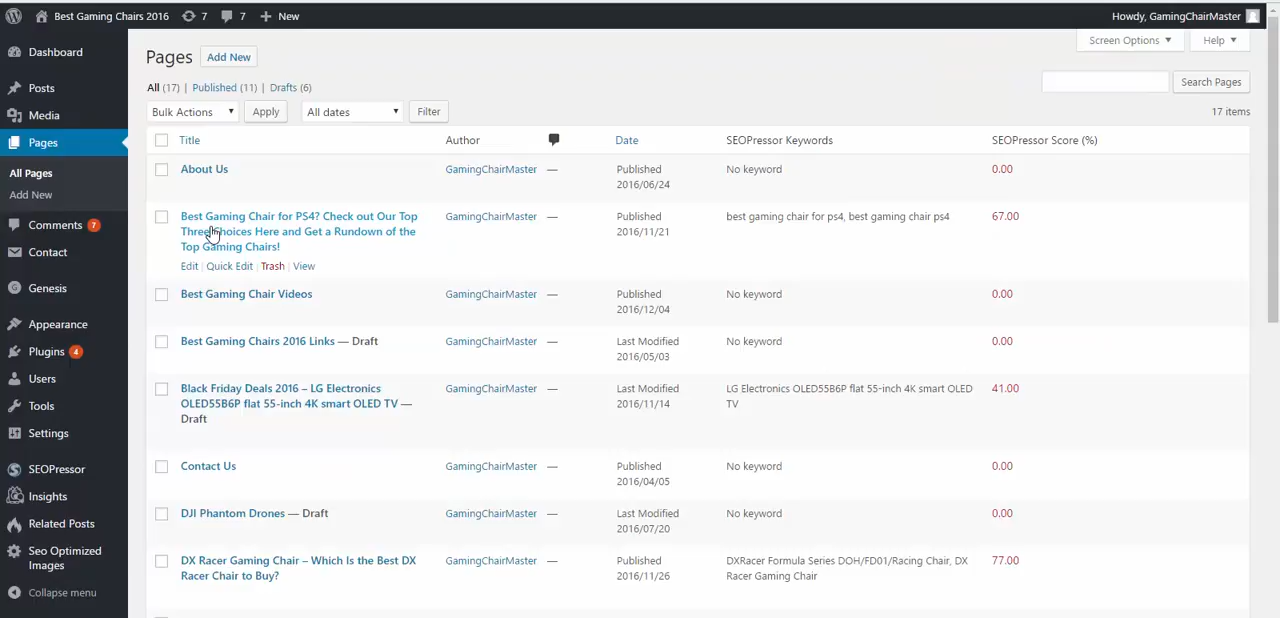 Best Gaming Chairs 2016 7 7 New Howdy, GamingChairMaster
Screen Options ▼ Help ▼
Dashboard
Posts
Media
Pages
All Pages
Add New
Comments 7
Contact
Genesis
Appearance
Plugins 4
Users
Tools
Settings
SEOPressor
Insights
Related Posts
Seo Optimized
Images
Collapse menu
Pages Add New
All (17) | Published (11) | Drafts (6)
Search Pages
Bulk Actions ▼ Apply All dates ▼ Filter 17 items
Title Author Date SEOPressor Keywords SEOPressor Score (%)
About Us GamingChairMaster — Published No keyword 0.00
2016/06/24
Best Gaming Chair for PS4? Check out Our Top GamingChairMaster — Published best gaming chair for ps4, best gaming chair ps4 67.00
Three Choices Here and Get a Rundown of the 2016/11/21
Top Gaming Chairs!
Edit | Quick Edit | Trash | View
Best Gaming Chair Videos GamingChairMaster — Published No keyword 0.00
2016/12/04
Best Gaming Chairs 2016 Links — Draft GamingChairMaster — Last Modified No keyword 0.00
2016/05/03
Black Friday Deals 2016 – LG Electronics GamingChairMaster — Last Modified LG Electronics OLED55B6P flat 55-inch 4K smart OLED 41.00
OLED55B6P flat 55-inch 4K smart OLED TV — 2016/11/14 TV
Draft
Contact Us GamingChairMaster — Published No keyword 0.00
2016/04/05
DJI Phantom Drones — Draft GamingChairMaster — Last Modified No keyword 0.00
2016/07/20
DX Racer Gaming Chair – Which Is the Best DX GamingChairMaster — Published DXRacer Formula Series DOH/FD01/Racing Chair, DX 77.00
Racer Chair to Buy? 2016/11/26 Racer Gaming Chair